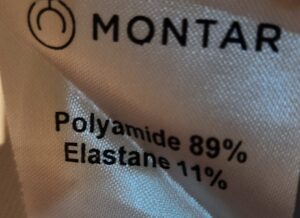 MONTAR
Polyamide 89%
Elastane 11%